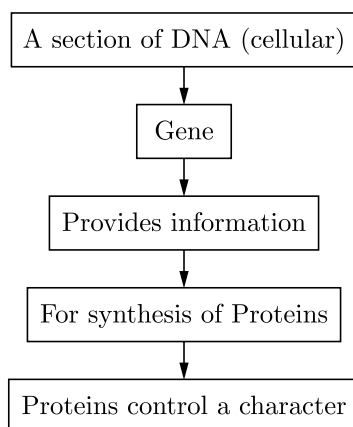 A section of DNA (cellular)
Gene
Provides information
For synthesis of Proteins
Proteins control a character